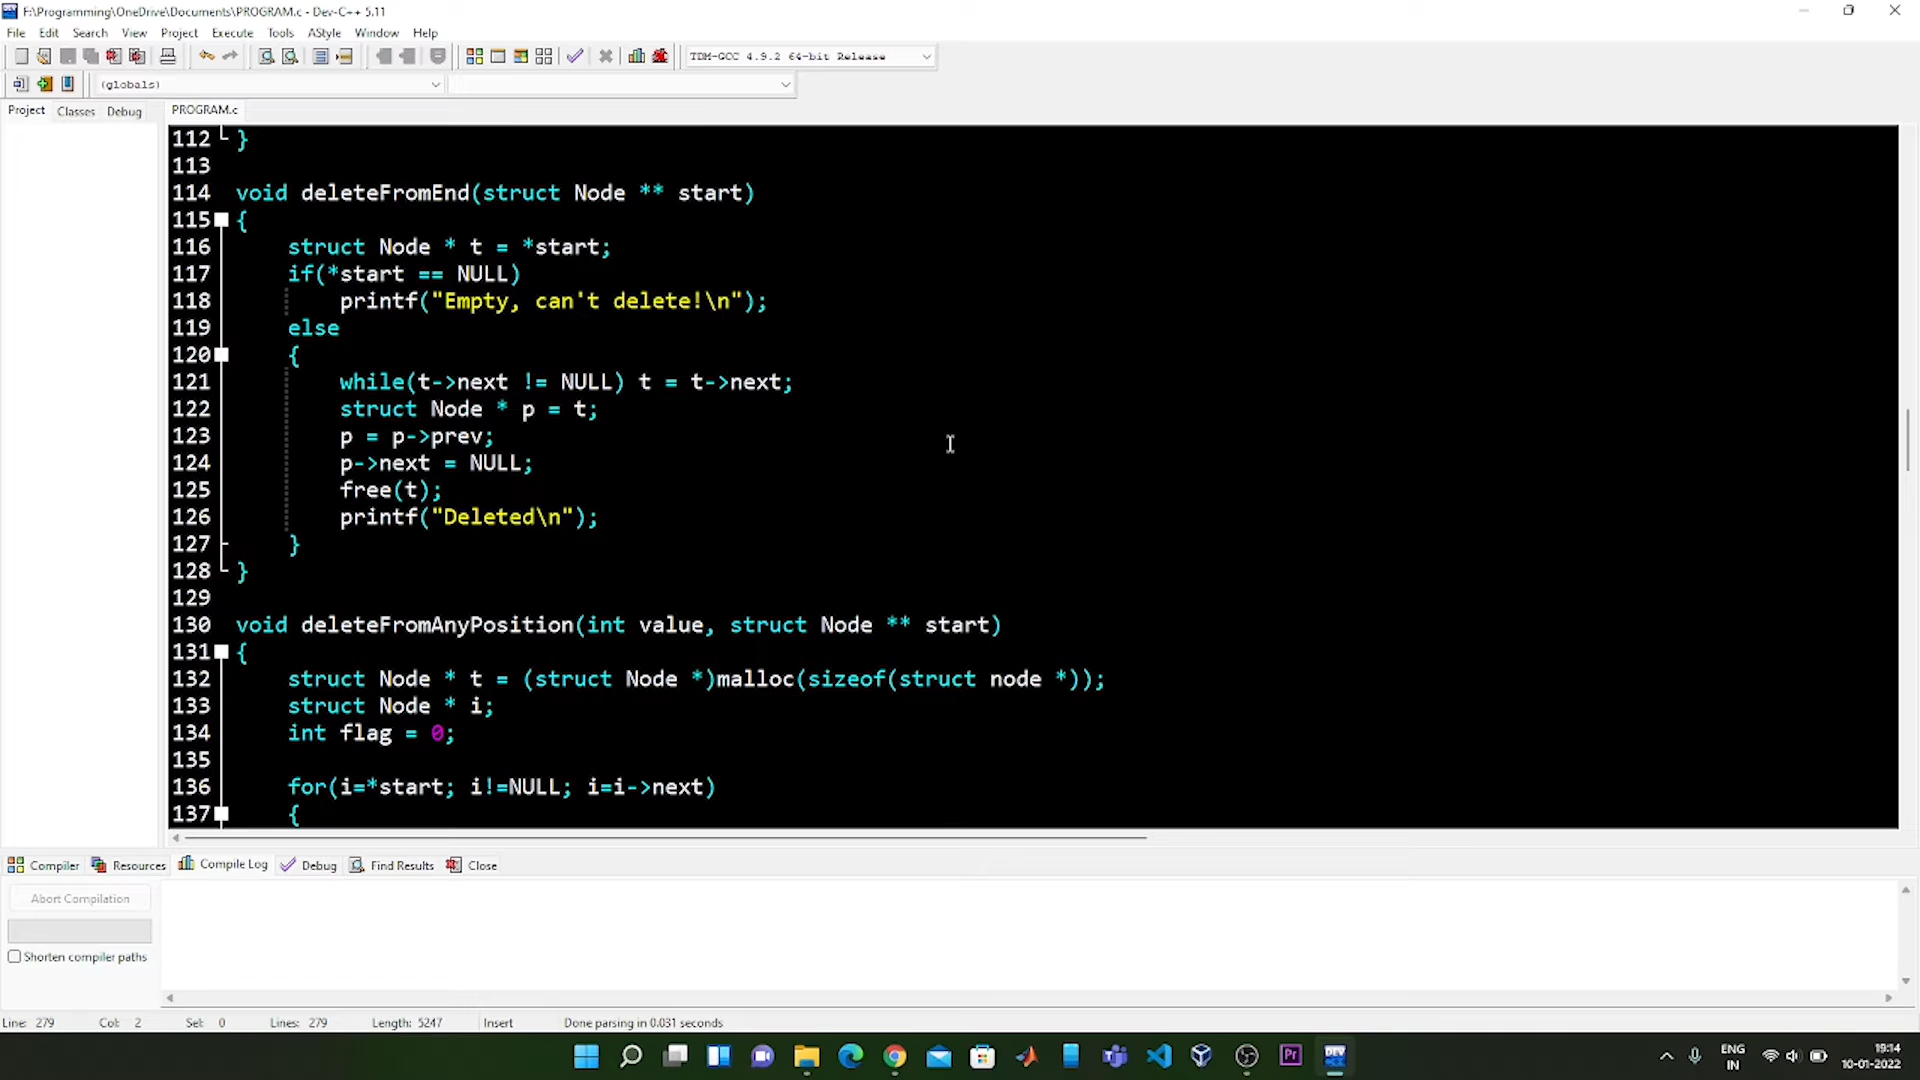 F:\Programming\OneDrive\Documents\PROGRAM.c - Dev-C++ 5.11
File Edit Search View Project Execute Tools AStyle Window Help
TDM-GCC 4.9.2 64-bit Release
(globals)
Project Classes Debug PROGRAM.c
112 }
113
114 void deleteFromEnd(struct Node ** start)
115 {
116 struct Node * t = *start;
117 if(*start == NULL)
118 printf("Empty, can't delete!\n");
119 else
120 {
121 while(t->next != NULL) t = t->next;
122 struct Node * p = t;
123 p = p->prev;
124 p->next = NULL;
125 free(t);
126 printf("Deleted\n");
127 }
128 }
129
130 void deleteFromAnyPosition(int value, struct Node ** start)
131 {
132 struct Node * t = (struct Node *)malloc(sizeof(struct node *));
133 struct Node * i;
134 int flag = 0;
135
136 for(i=*start; i!=NULL; i=i->next)
137 {
Compiler Resources Compile Log Debug Find Results Close
Abort Compilation
Shorten compiler paths
Line: 279 Col: 2 Sel: 0 Lines: 279 Length: 5247 Insert Done parsing in 0.031 seconds
Pr DEV
ENG
IN
19:14
10-01-2022